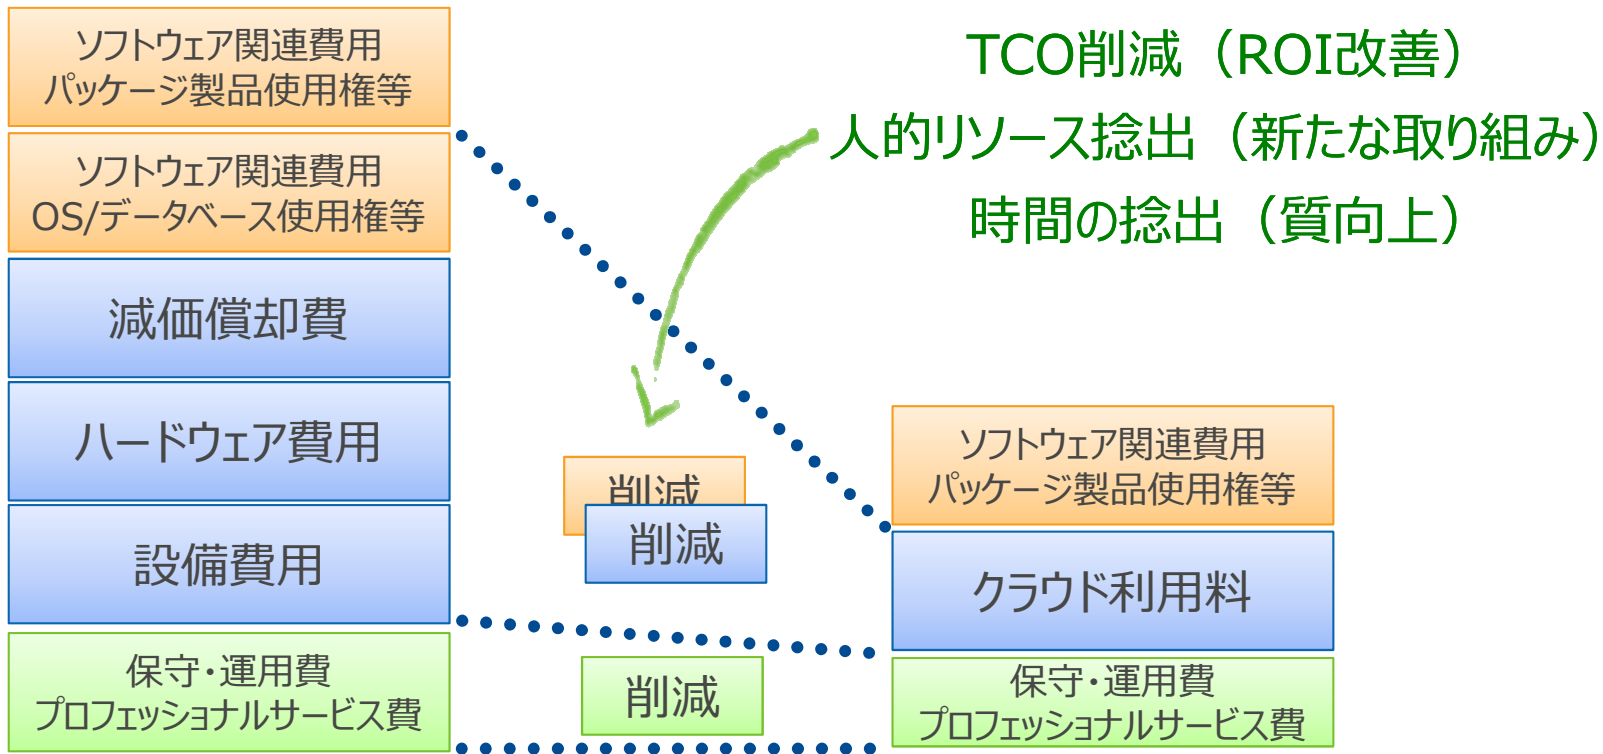 ソフトウェア関連費用
パッケージ製品使用権等
ソフトウェア関連費用
OS/データベース使用権等
減価償却費
ハードウェア費用
設備費用
保守・運用費
プロフェッショナルサービス費
TCO削減（ROI改善）
人的リソース捻出（新たな取り組み）
時間の捻出（質向上）
削減
削減
削減
ソフトウェア関連費用
パッケージ製品使用権等
クラウド利用料
保守・運用費
プロフェッショナルサービス費